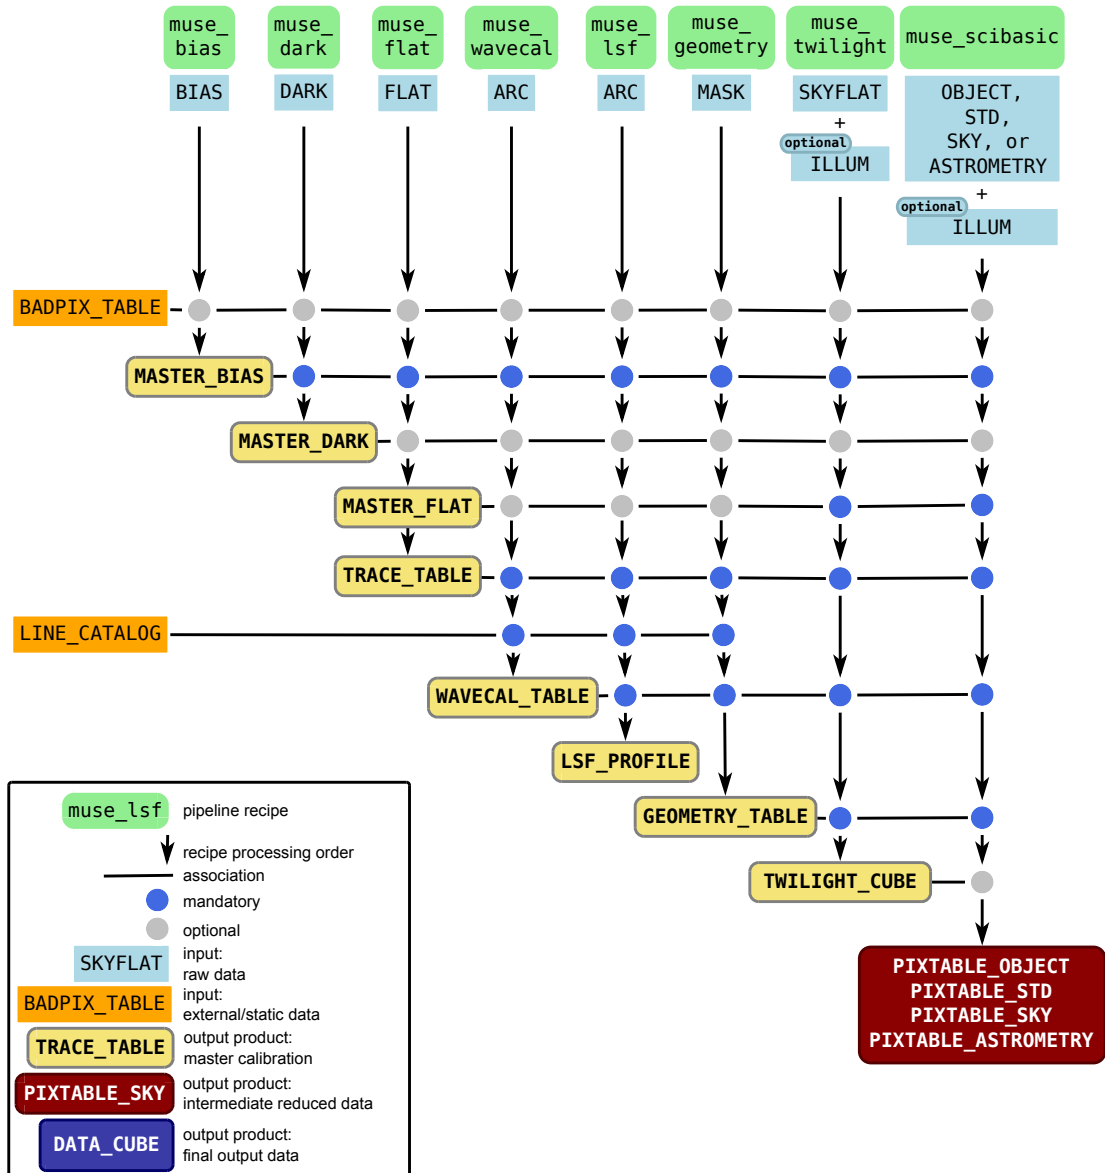 muse_
bias
muse_
dark
muse_
flat
muse_
wavecal
muse_
lsf
muse_
geometry
muse_
twilight
muse_scibasic
BIAS
DARK
FLAT
ARC
ARC
MASK
SKYFLAT
+
optional
ILLUM
OBJECT,
STD,
SKY, or
ASTROMETRY
+
optional
ILLUM
BADPIX_TABLE
MASTER_BIAS
MASTER_DARK
MASTER_FLAT
TRACE_TABLE
LINE_CATALOG
WAVECAL_TABLE
LSF_PROFILE
GEOMETRY_TABLE
TWILIGHT_CUBE
PIXTABLE_OBJECT
PIXTABLE_STD
PIXTABLE_SKY
PIXTABLE_ASTROMETRY
muse_lsf
pipeline recipe
recipe processing order
association
mandatory
optional
SKYFLAT
input:
raw data
BADPIX_TABLE
input:
external/static data
TRACE_TABLE
output product:
master calibration
PIXTABLE_SKY
output product:
intermediate reduced data
DATA_CUBE
output product:
final output data